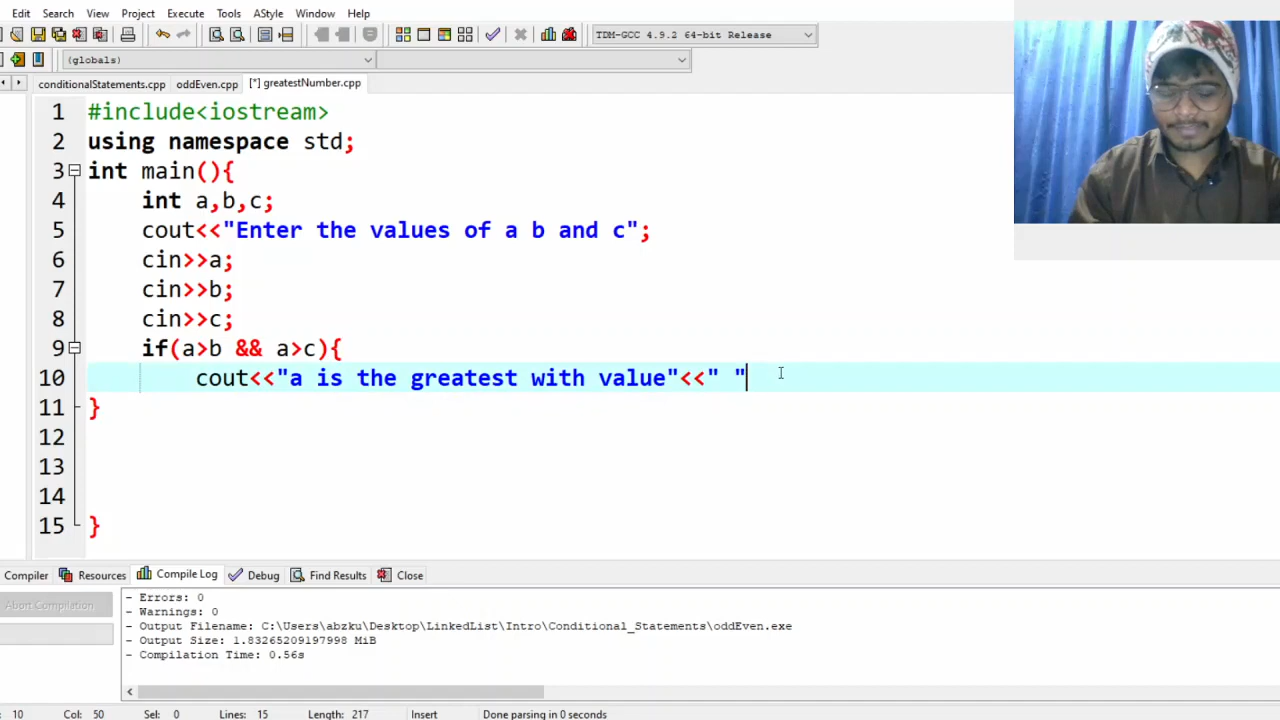 Edit Search View Project Execute Tools AStyle Window Help
TDM-GCC 4.9.2 64-bit Release
(globals)
conditionalStatements.cpp oddEven.cpp [*] greatestNumber.cpp
1 #include<iostream>
2 using namespace std;
3 int main(){
4 int a,b,c;
5 cout<<"Enter the values of a b and c";
6 cin>>a;
7 cin>>b;
8 cin>>c;
9 if(a>b && a>c){
10 cout<<"a is the greatest with value"<<" "
11 }
12
13
14
15 }
Compiler Resources Compile Log Debug Find Results Close
Abort Compilation
- Errors: 0
- Warnings: 0
- Output Filename: C:\Users\abzku\Desktop\LinkedList\Intro\Conditional_Statements\oddEven.exe
- Output Size: 1.83265209197998 MiB
- Compilation Time: 0.56s
: 10 Col: 50 Sel: 0 Lines: 15 Length: 217 Insert Done parsing in 0 seconds